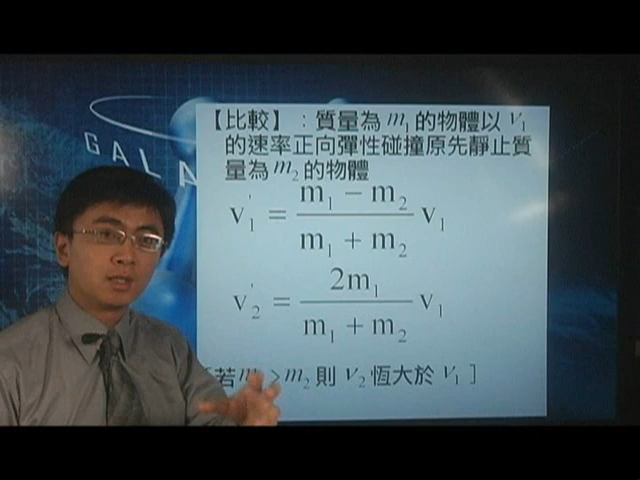 GALA
【比較】：質量為 m₁ 的物體以 v₁
的速率正向彈性碰撞原先靜止質
量為 m₂ 的物體
v₁' = (m₁ − m₂)/(m₁ + m₂) v₁
v₂' = 2m₁/(m₁ + m₂) v₁
若m >m₂ 則 v₂ 恆大於 v₁ ]